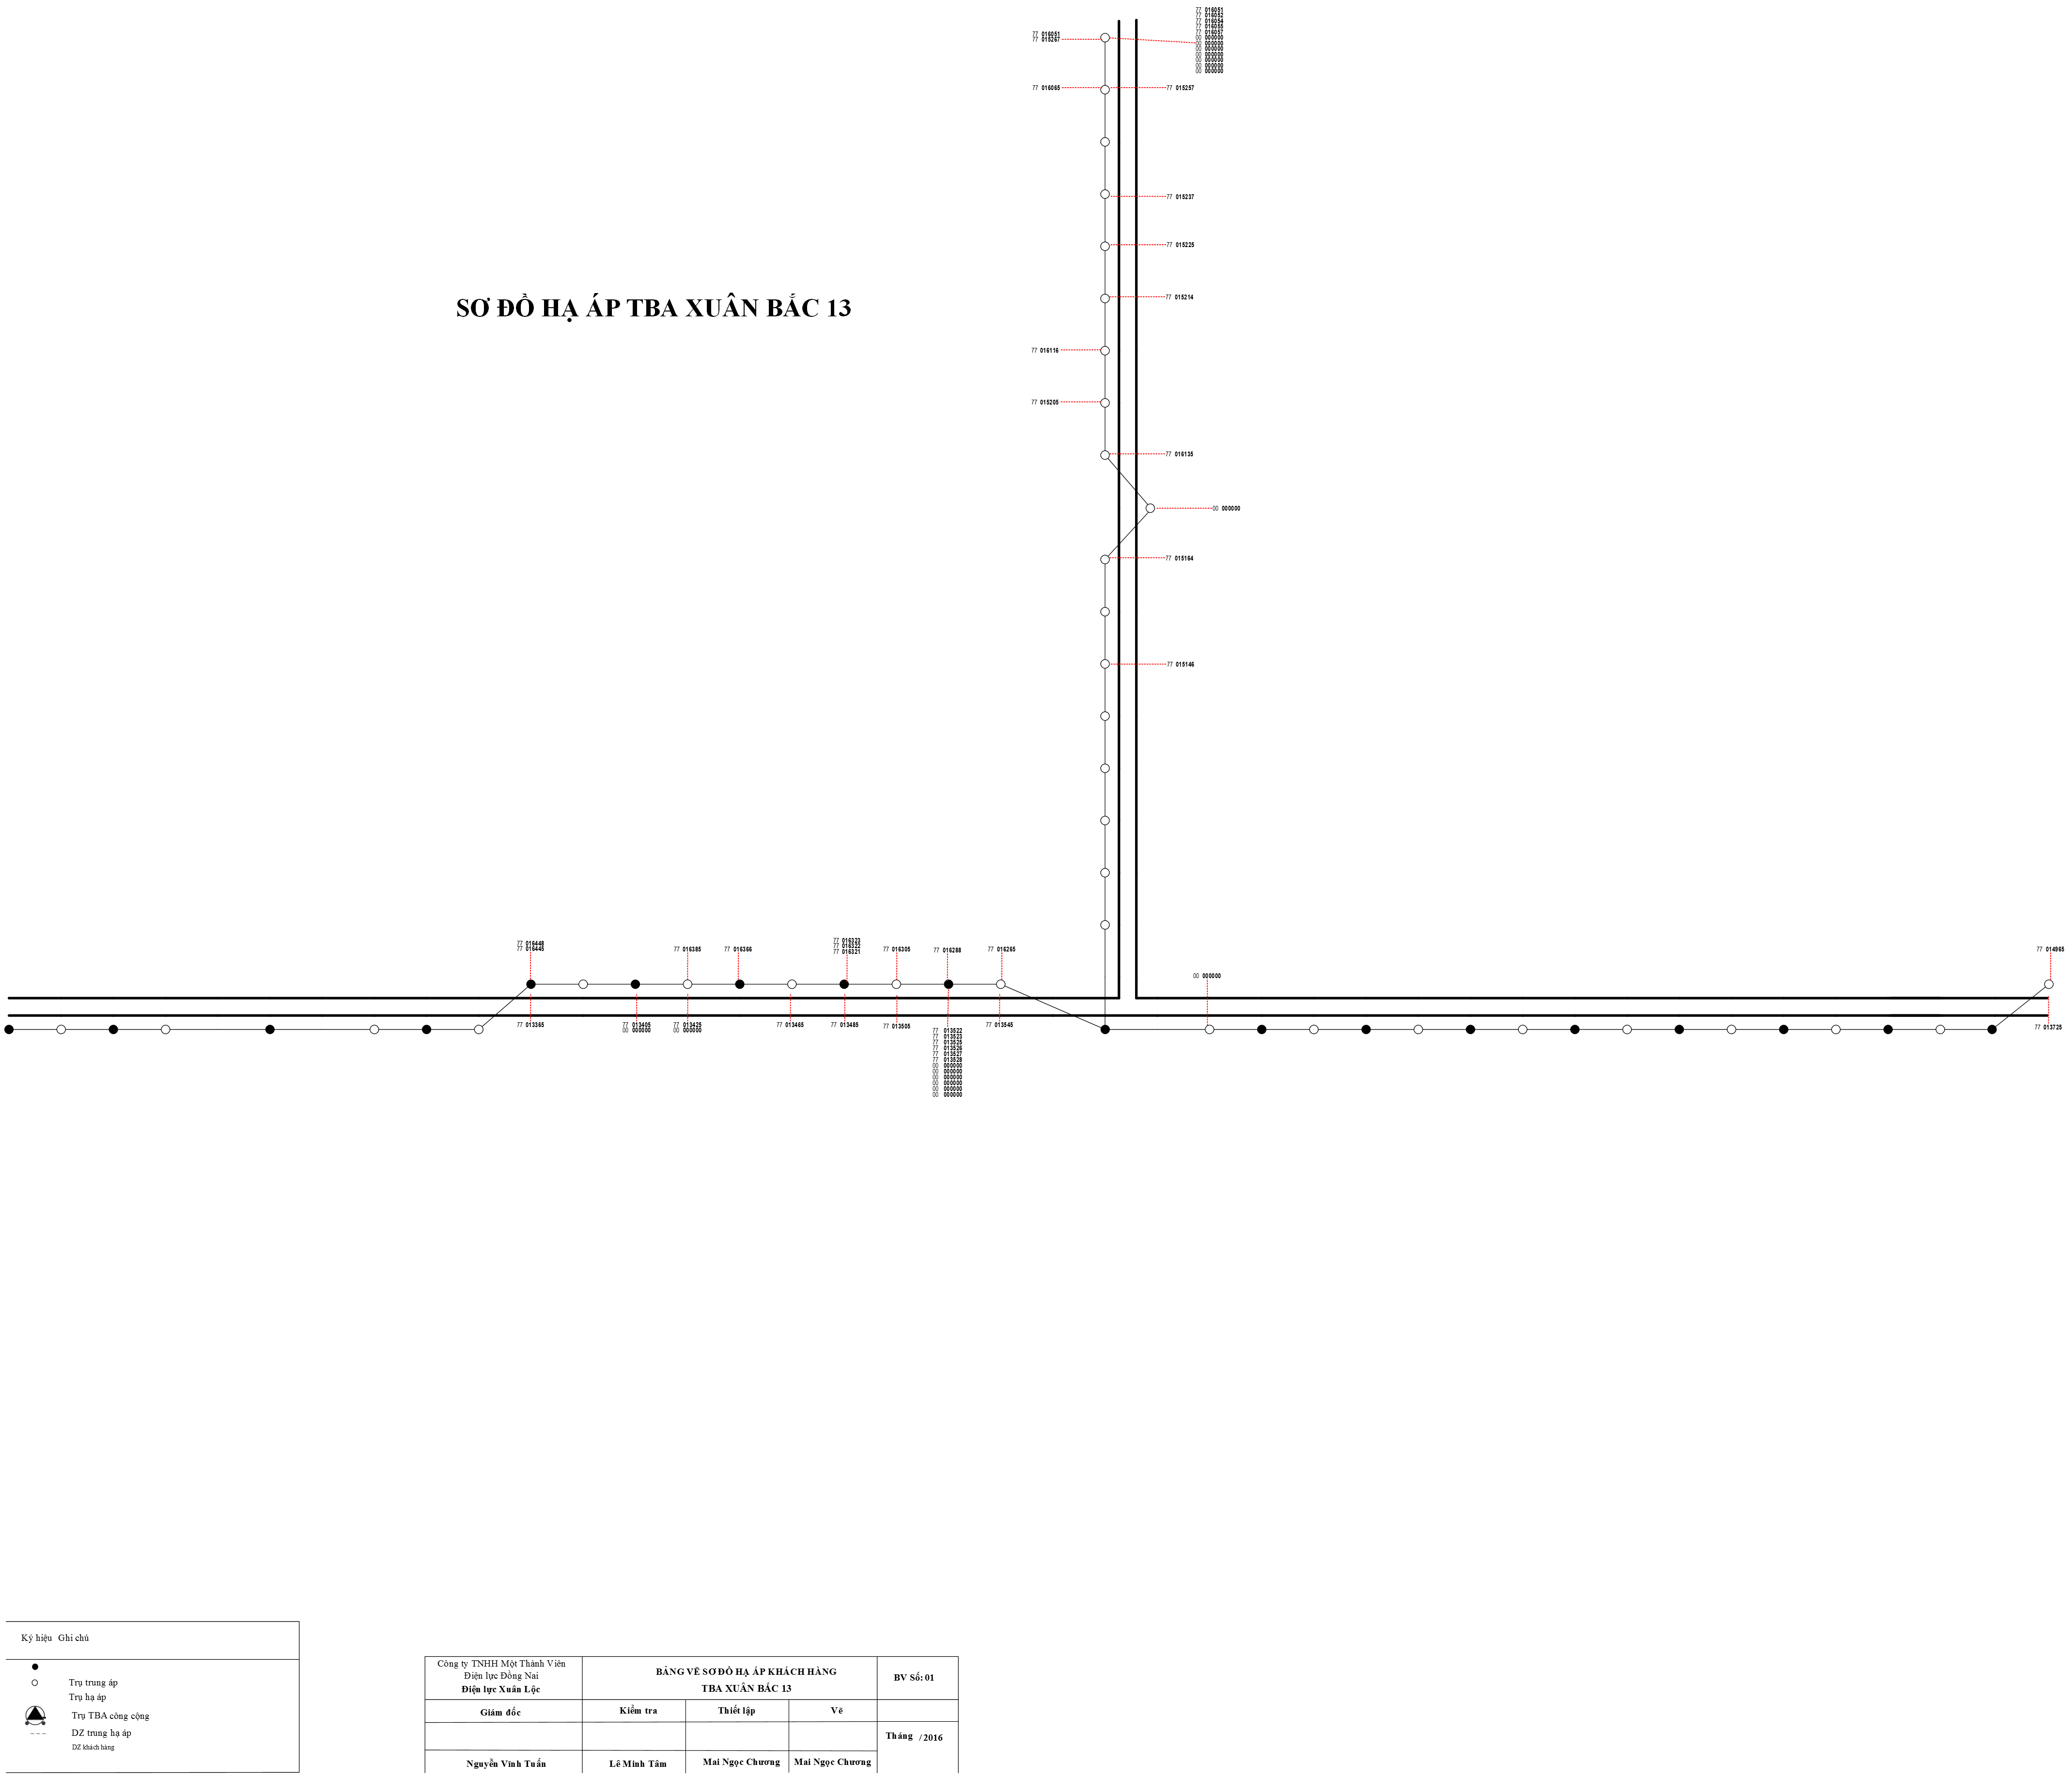 77 016051
77 016052
77 016054
77 016055
77 016057
00 000000
00 000000
00 000000
00 000000
00 000000
00 000000
00 000000
77 016051
77 015267
77 016065
77 015257
77 015237
77 015225
SƠ ĐỒ HẠ ÁP TBA XUÂN BẮC 13
77 015214
77 016116
77 015205
77 016135
00 000000
77 015164
77 015146
77 016448
77 016445
77 016385
77 016366
77 016323
77 016322
77 016321
77 016305
77 016288
77 016265
77 014965
00 000000
77 013365
77 013405
00 000000
77 013425
00 000000
77 013465
77 013485
77 013505
77 013522
77 013523
77 013525
77 013526
77 013527
77 013528
00 000000
00 000000
00 000000
00 000000
00 000000
00 000000
77 013545
77 013725
Ký hiệu Ghi chú
Trụ trung áp
Trụ hạ áp
Trụ TBA công cộng
DZ trung hạ áp
DZ khách hàng
Công ty TNHH Một Thành Viên
Điện lực Đồng Nai
Điện lực Xuân Lộc
BẢNG VẼ SƠ ĐỒ HẠ ÁP KHÁCH HÀNG
TBA XUÂN BẮC 13
BV Số: 01
Giám đốc
Kiểm tra
Thiết lập
Vẽ
Tháng / 2016
Nguyễn Vĩnh Tuấn
Lê Minh Tâm
Mai Ngọc Chương
Mai Ngọc Chương